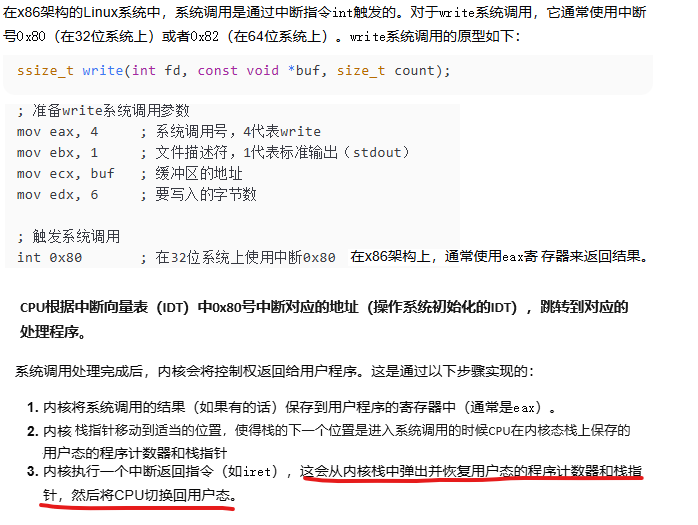 在x86架构的Linux系统中，系统调用是通过中断指令int触发的。对于write系统调用，它通常使用中断
号0x80（在32位系统上）或者0x82（在64位系统上）。write系统调用的原型如下：
ssize_t write(int fd, const void *buf, size_t count);
; 准备write系统调用参数
mov eax, 4 ; 系统调用号，4代表write
mov ebx, 1 ; 文件描述符，1代表标准输出（stdout）
mov ecx, buf ; 缓冲区的地址
mov edx, 6 ; 要写入的字节数
; 触发系统调用
int 0x80 ; 在32位系统上使用中断0x80 在x86架构上，通常使用eax寄存器来返回结果。
CPU根据中断向量表（IDT）中0x80号中断对应的地址（操作系统初始化的IDT），跳转到对应的
处理程序。
系统调用处理完成后，内核会将控制权返回给用户程序。这是通过以下步骤实现的：
1. 内核将系统调用的结果（如果有的话）保存到用户程序的寄存器中（通常是eax）。
2. 内核 栈指针移动到适当的位置，使得栈的下一个位置是进入系统调用的时候CPU在内核态栈上保存的
用户态的程序计数器和栈指针
3. 内核执行一个中断返回指令（如iret），这会从内核栈中弹出并恢复用户态的程序计数器和栈指
针，然后将CPU切换回用户态。